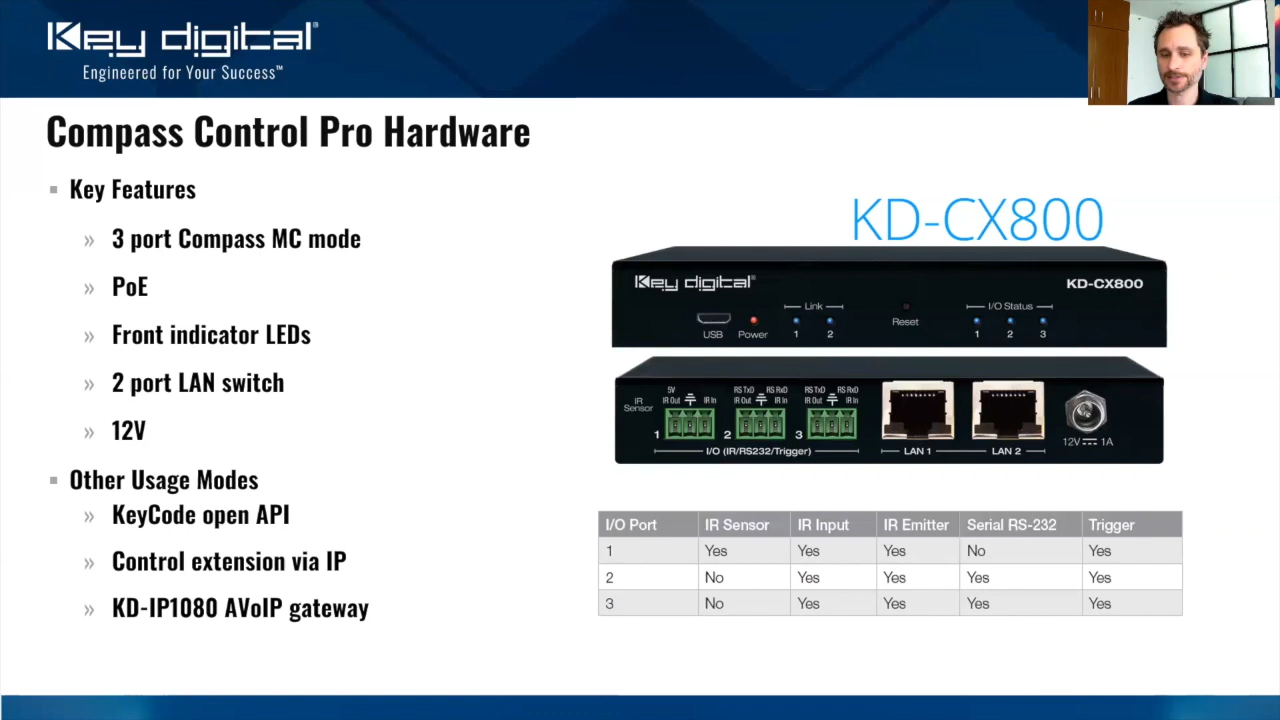 Key digital®
Engineered for Your Success™
Compass Control Pro Hardware
Key Features
» 3 port Compass MC mode
» PoE
» Front indicator LEDs
» 2 port LAN switch
» 12V
Other Usage Modes
» KeyCode open API
» Control extension via IP
» KD-IP1080 AVoIP gateway
KD-CX800
Key digital® KD-CX800
Link I/O Status
USB Power 1 2 Reset 1 2 3
5V RS TxD RS RxD RS TxD RS RxD
IR Sensor IR Out IR In IR Out IR In IR Out IR In
1 2 3
12V 1A
I/O (IR/RS232/Trigger) LAN 1 LAN 2
I/O Port IR Sensor IR Input IR Emitter Serial RS-232 Trigger
1 Yes Yes Yes No Yes
2 No Yes Yes Yes Yes
3 No Yes Yes Yes Yes